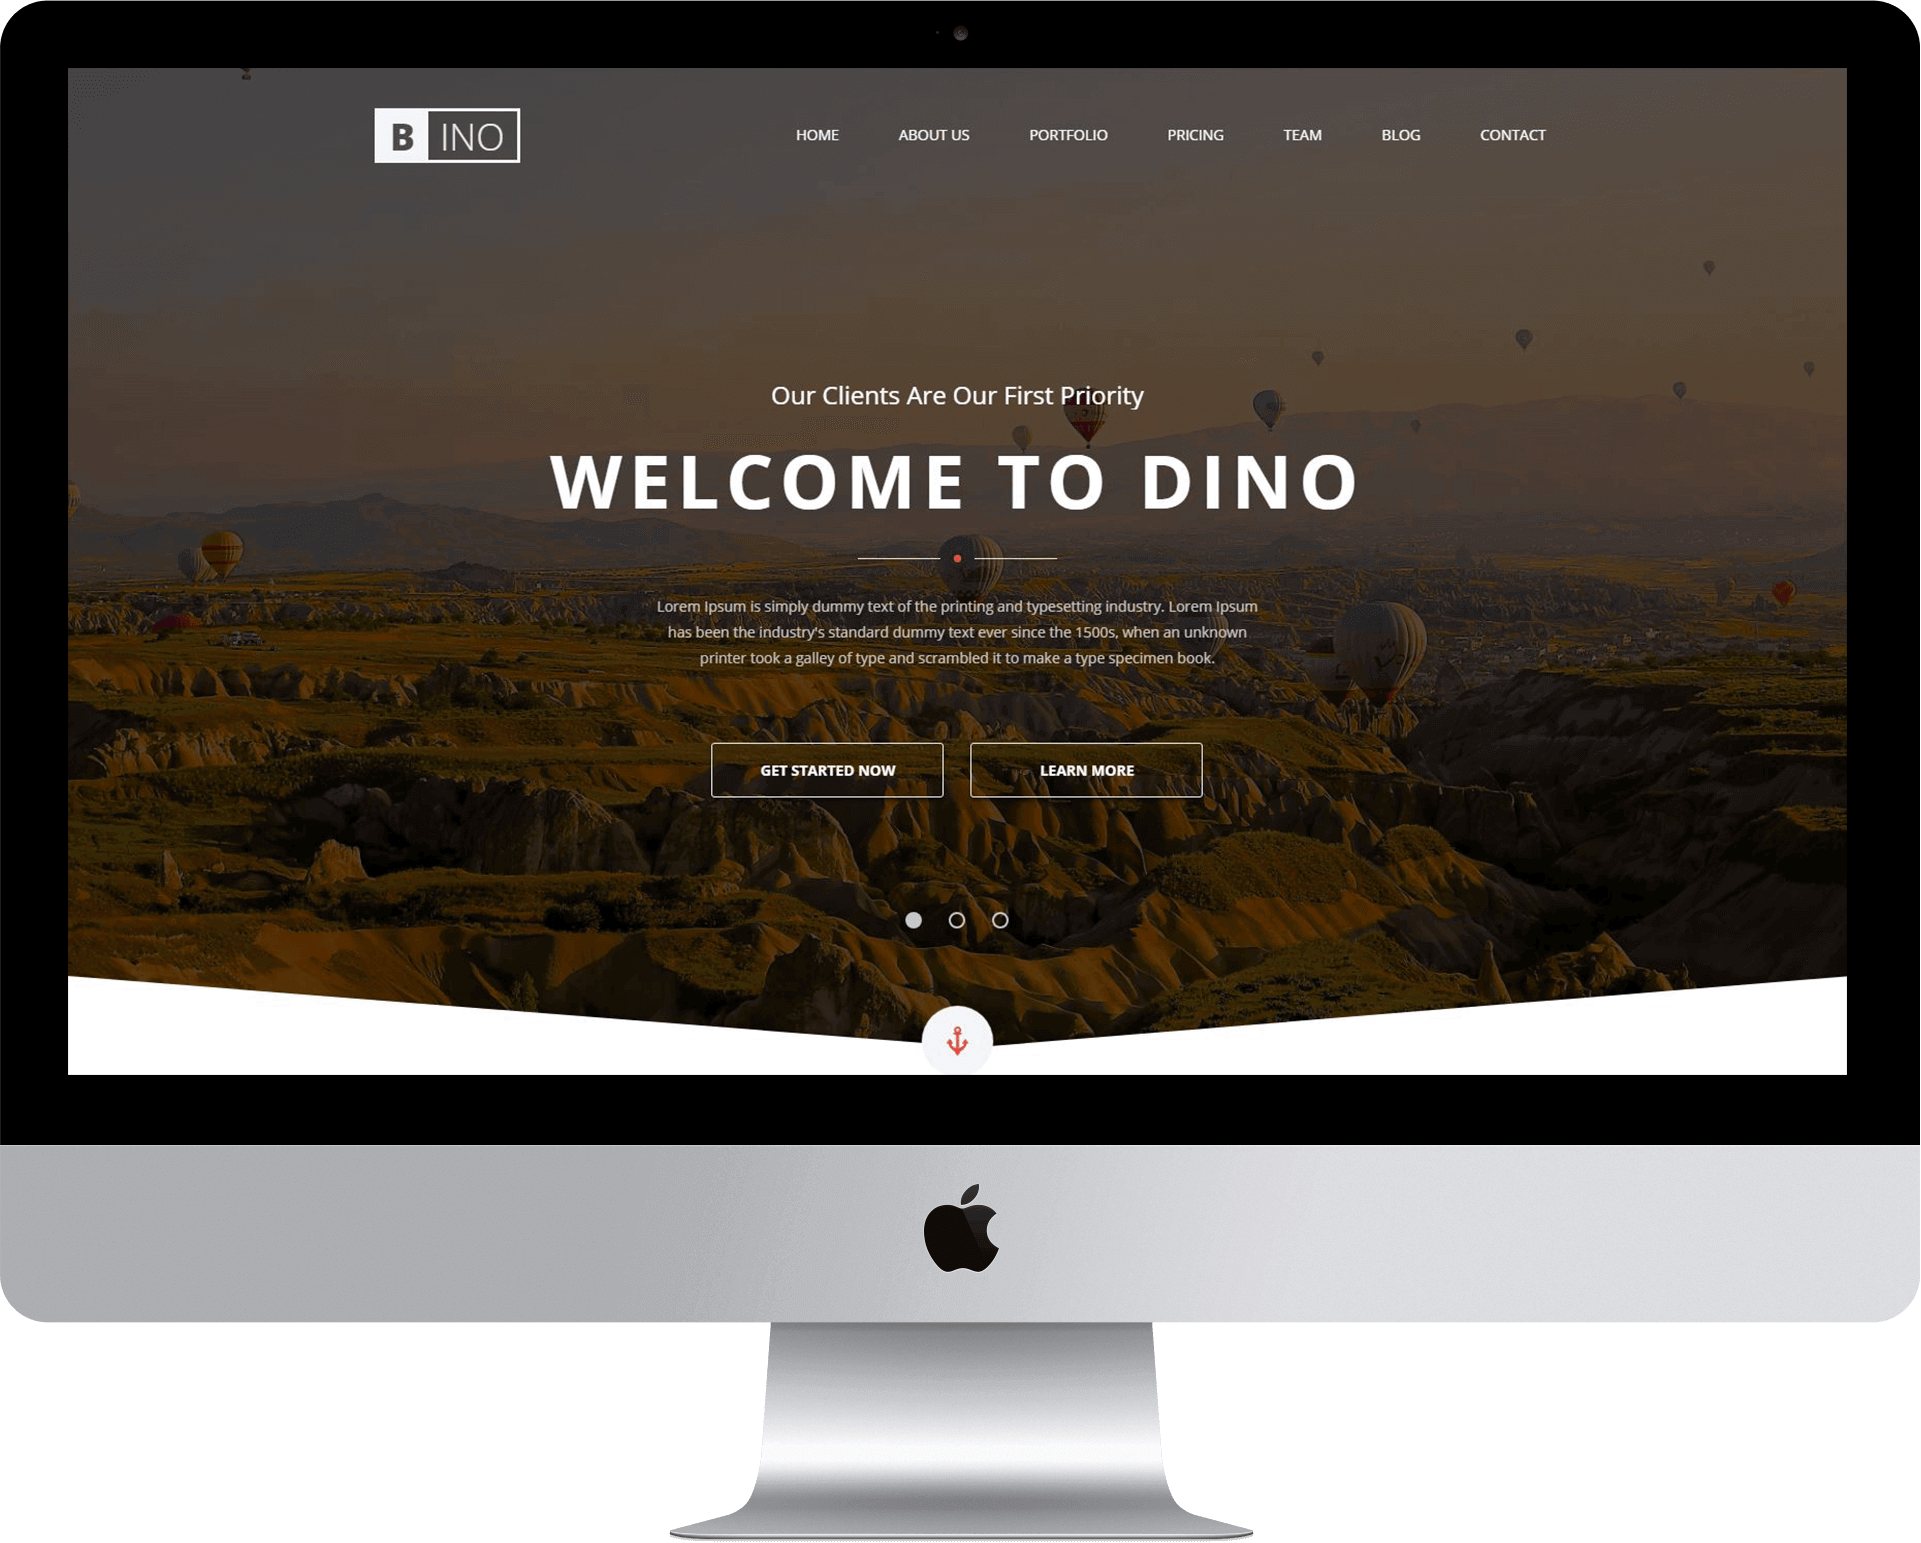 B INO
HOME ABOUT US PORTFOLIO PRICING TEAM BLOG CONTACT
Our Clients Are Our First Priority
WELCOME TO DINO
Lorem Ipsum is simply dummy text of the printing and typesetting industry. Lorem Ipsum
has been the industry's standard dummy text ever since the 1500s, when an unknown
printer took a galley of type and scrambled it to make a type specimen book.
GET STARTED NOW LEARN MORE